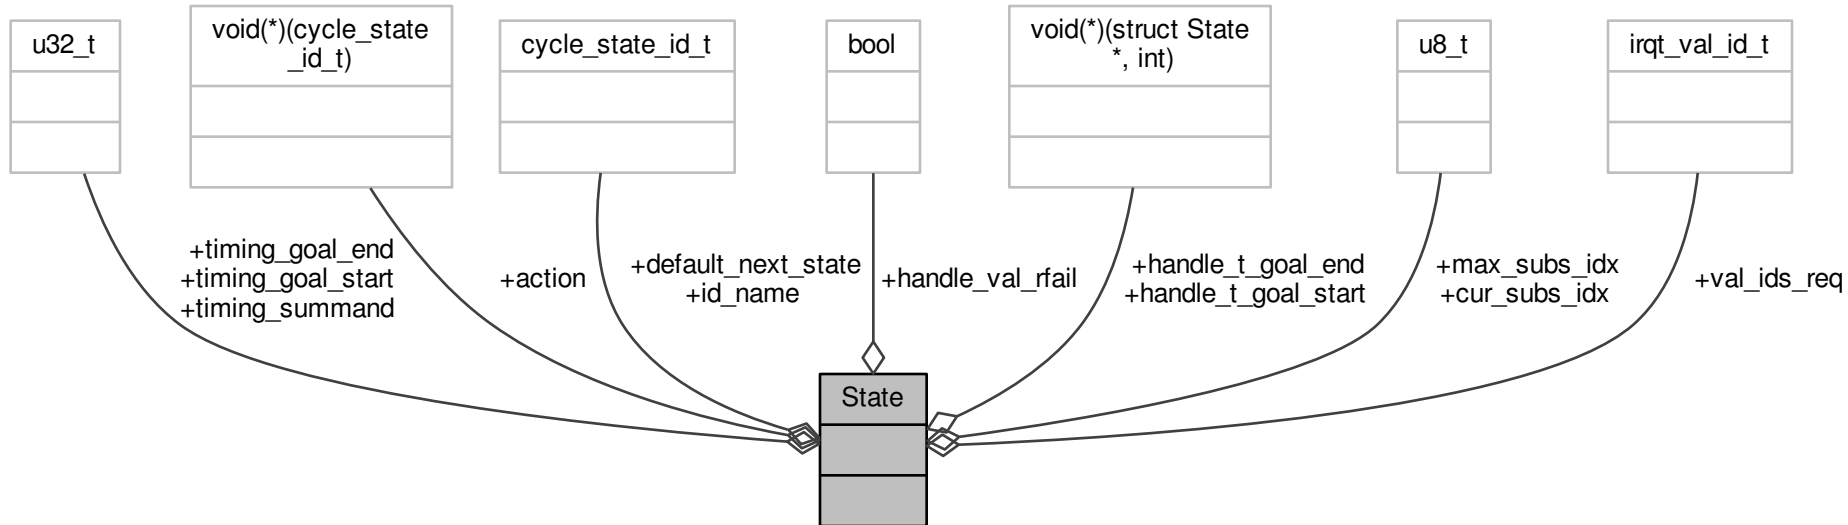 u32_t
void(*)(cycle_state
_id_t)
cycle_state_id_t
bool
void(*)(struct State
*, int)
u8_t
irqt_val_id_t
+timing_goal_end
+timing_goal_start
+timing_summand
+action
+default_next_state
+id_name
+handle_val_rfail
+handle_t_goal_end
+handle_t_goal_start
+max_subs_idx
+cur_subs_idx
+val_ids_req
State